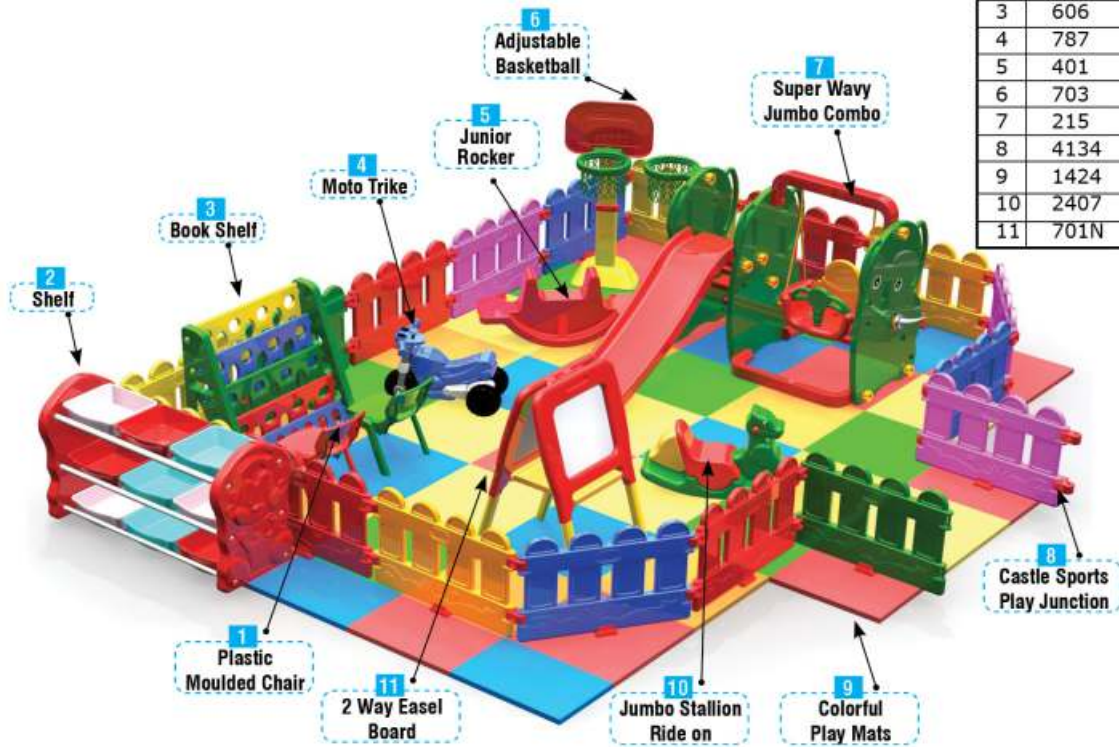 6
Adjustable
Basketball
7
Super Wavy
Jumbo Combo
5
Junior
Rocker
4
Moto Trike
3
Book Shelf
2
Shelf
3 606
4 787
5 401
6 703
7 215
8 4134
9 1424
10 2407
11 701N
8
Castle Sports
Play Junction
1
Plastic
Moulded Chair
11
2 Way Easel
Board
10
Jumbo Stallion
Ride on
9
Colorful
Play Mats